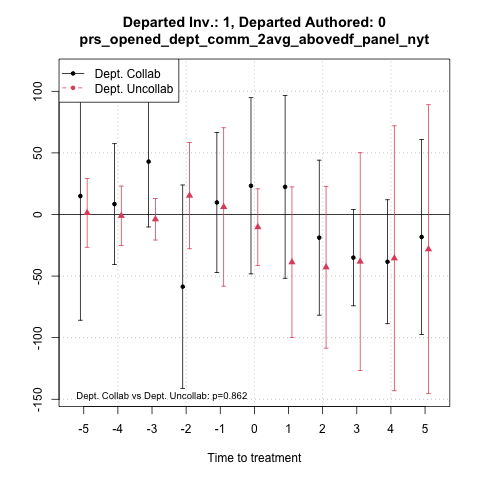 Departed Inv.: 1, Departed Authored: 0
prs_opened_dept_comm_2avg_abovedf_panel_nyt
Dept. Collab
Dept. Uncollab
100
50
0
-50
-100
-150
Dept. Collab vs Dept. Uncollab: p=0.862
-5 -4 -3 -2 -1 0 1 2 3 4 5
Time to treatment